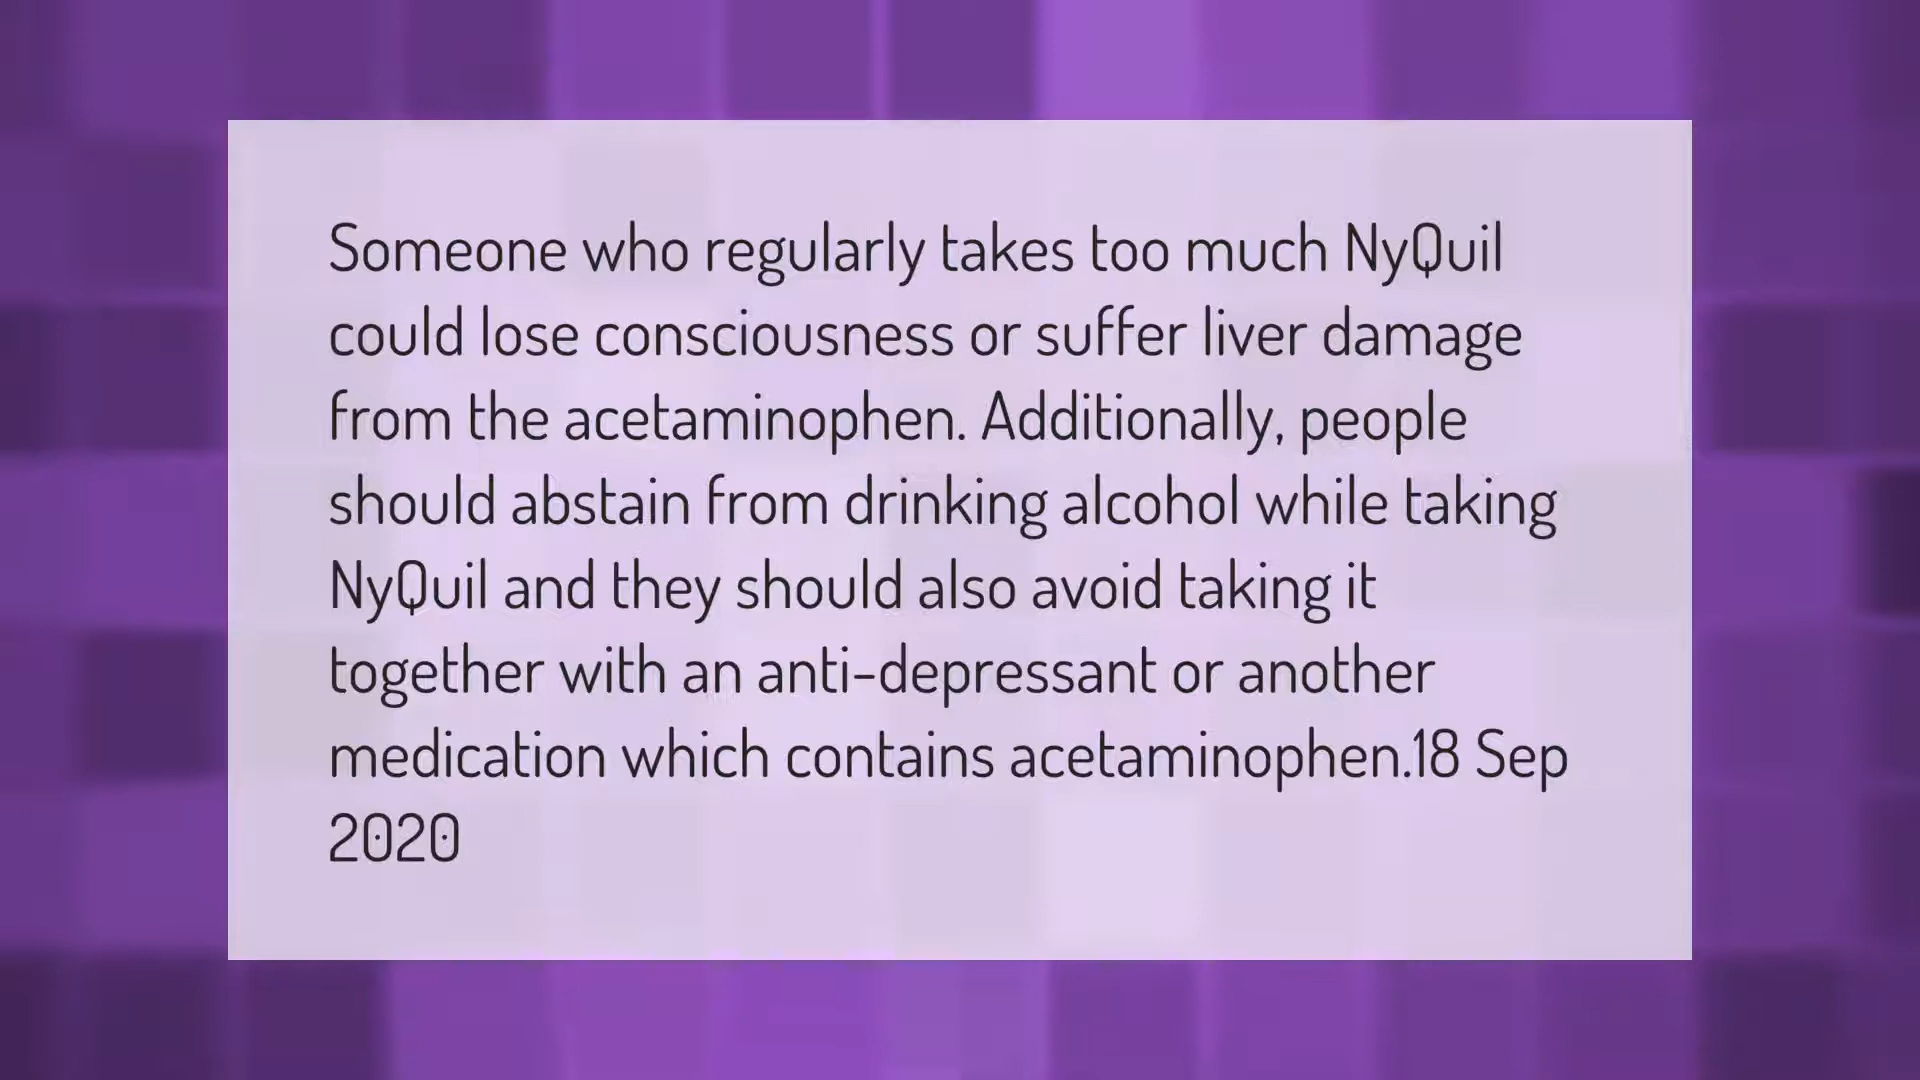 Someone who regularly takes too much NyQuil
could lose consciousness or suffer liver damage
from the acetaminophen. Additionally, people
should abstain from drinking alcohol while taking
NyQuil and they should also avoid taking it
together with an anti-depressant or another
medication which contains acetaminophen.18 Sep
2020